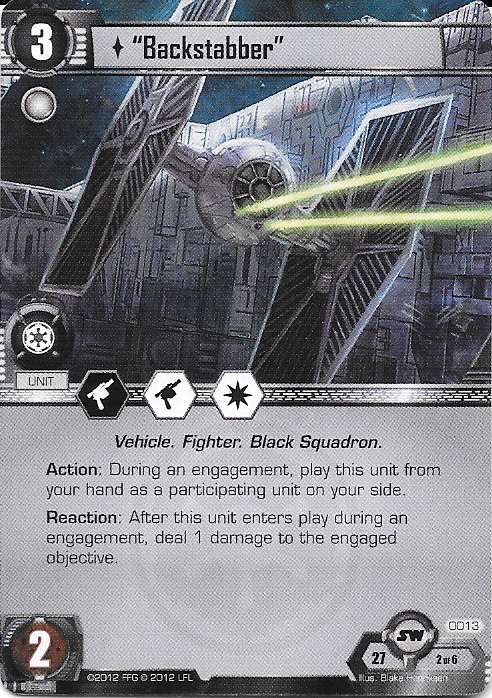 3
"Backstabber"
UNIT
Vehicle. Fighter. Black Squadron.
Action: During an engagement, play this unit from
your hand as a participating unit on your side.
Reaction: After this unit enters play during an
engagement, deal 1 damage to the engaged
objective.
2
0013
SW
27
2 of 6
©2012 FFG © 2012 LFL
Illus. Blake Henriksen